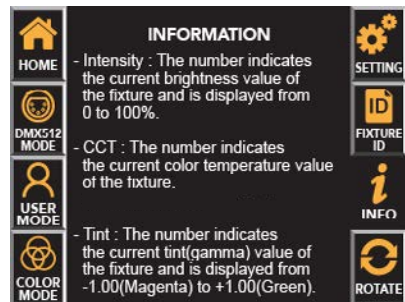 INFORMATION
- Intensity : The number indicates
the current brightness value of
the fixture and is displayed from
0 to 100%.
- CCT : The number indicates
the current color temperature value
of the fixture.
- Tint : The number indicates
the current tint(gamma) value of
the fixture and is displayed from
-1.00(Magenta) to +1.00(Green).
HOME
DMX512
MODE
USER
MODE
COLOR
MODE
SETTING
ID
FIXTURE
ID
i
INFO
ROTATE